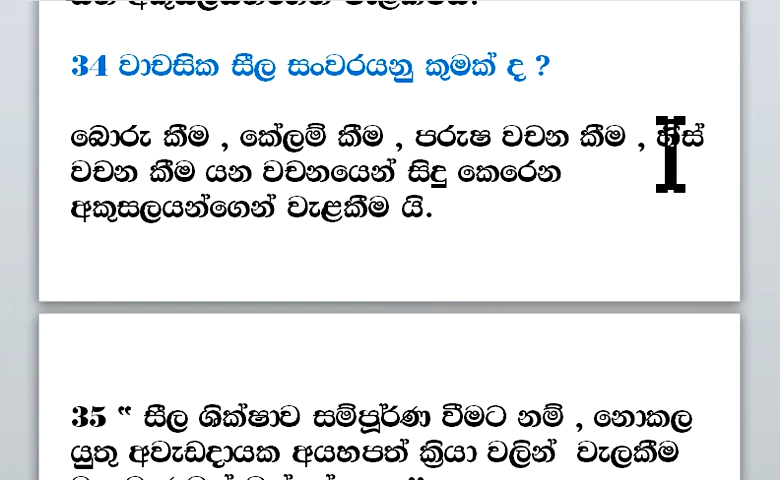 34 වාචසික සීල සංවරයනු කුමක් ද ?
බොරු කීම , කේලම් කීම , පරුෂ වචන කීම , හිස්
වචන කීම යන වචනයෙන් සිදු කෙරෙන
අකුසලයන්ගෙන් වැළකීම යි.
35 “ සීල ශික්ෂාව සම්පූර්ණ වීමට නම් , නොකල
යුතු අවැඩදායක අයහපත් ක්‍රියා වලින් වැලකීම